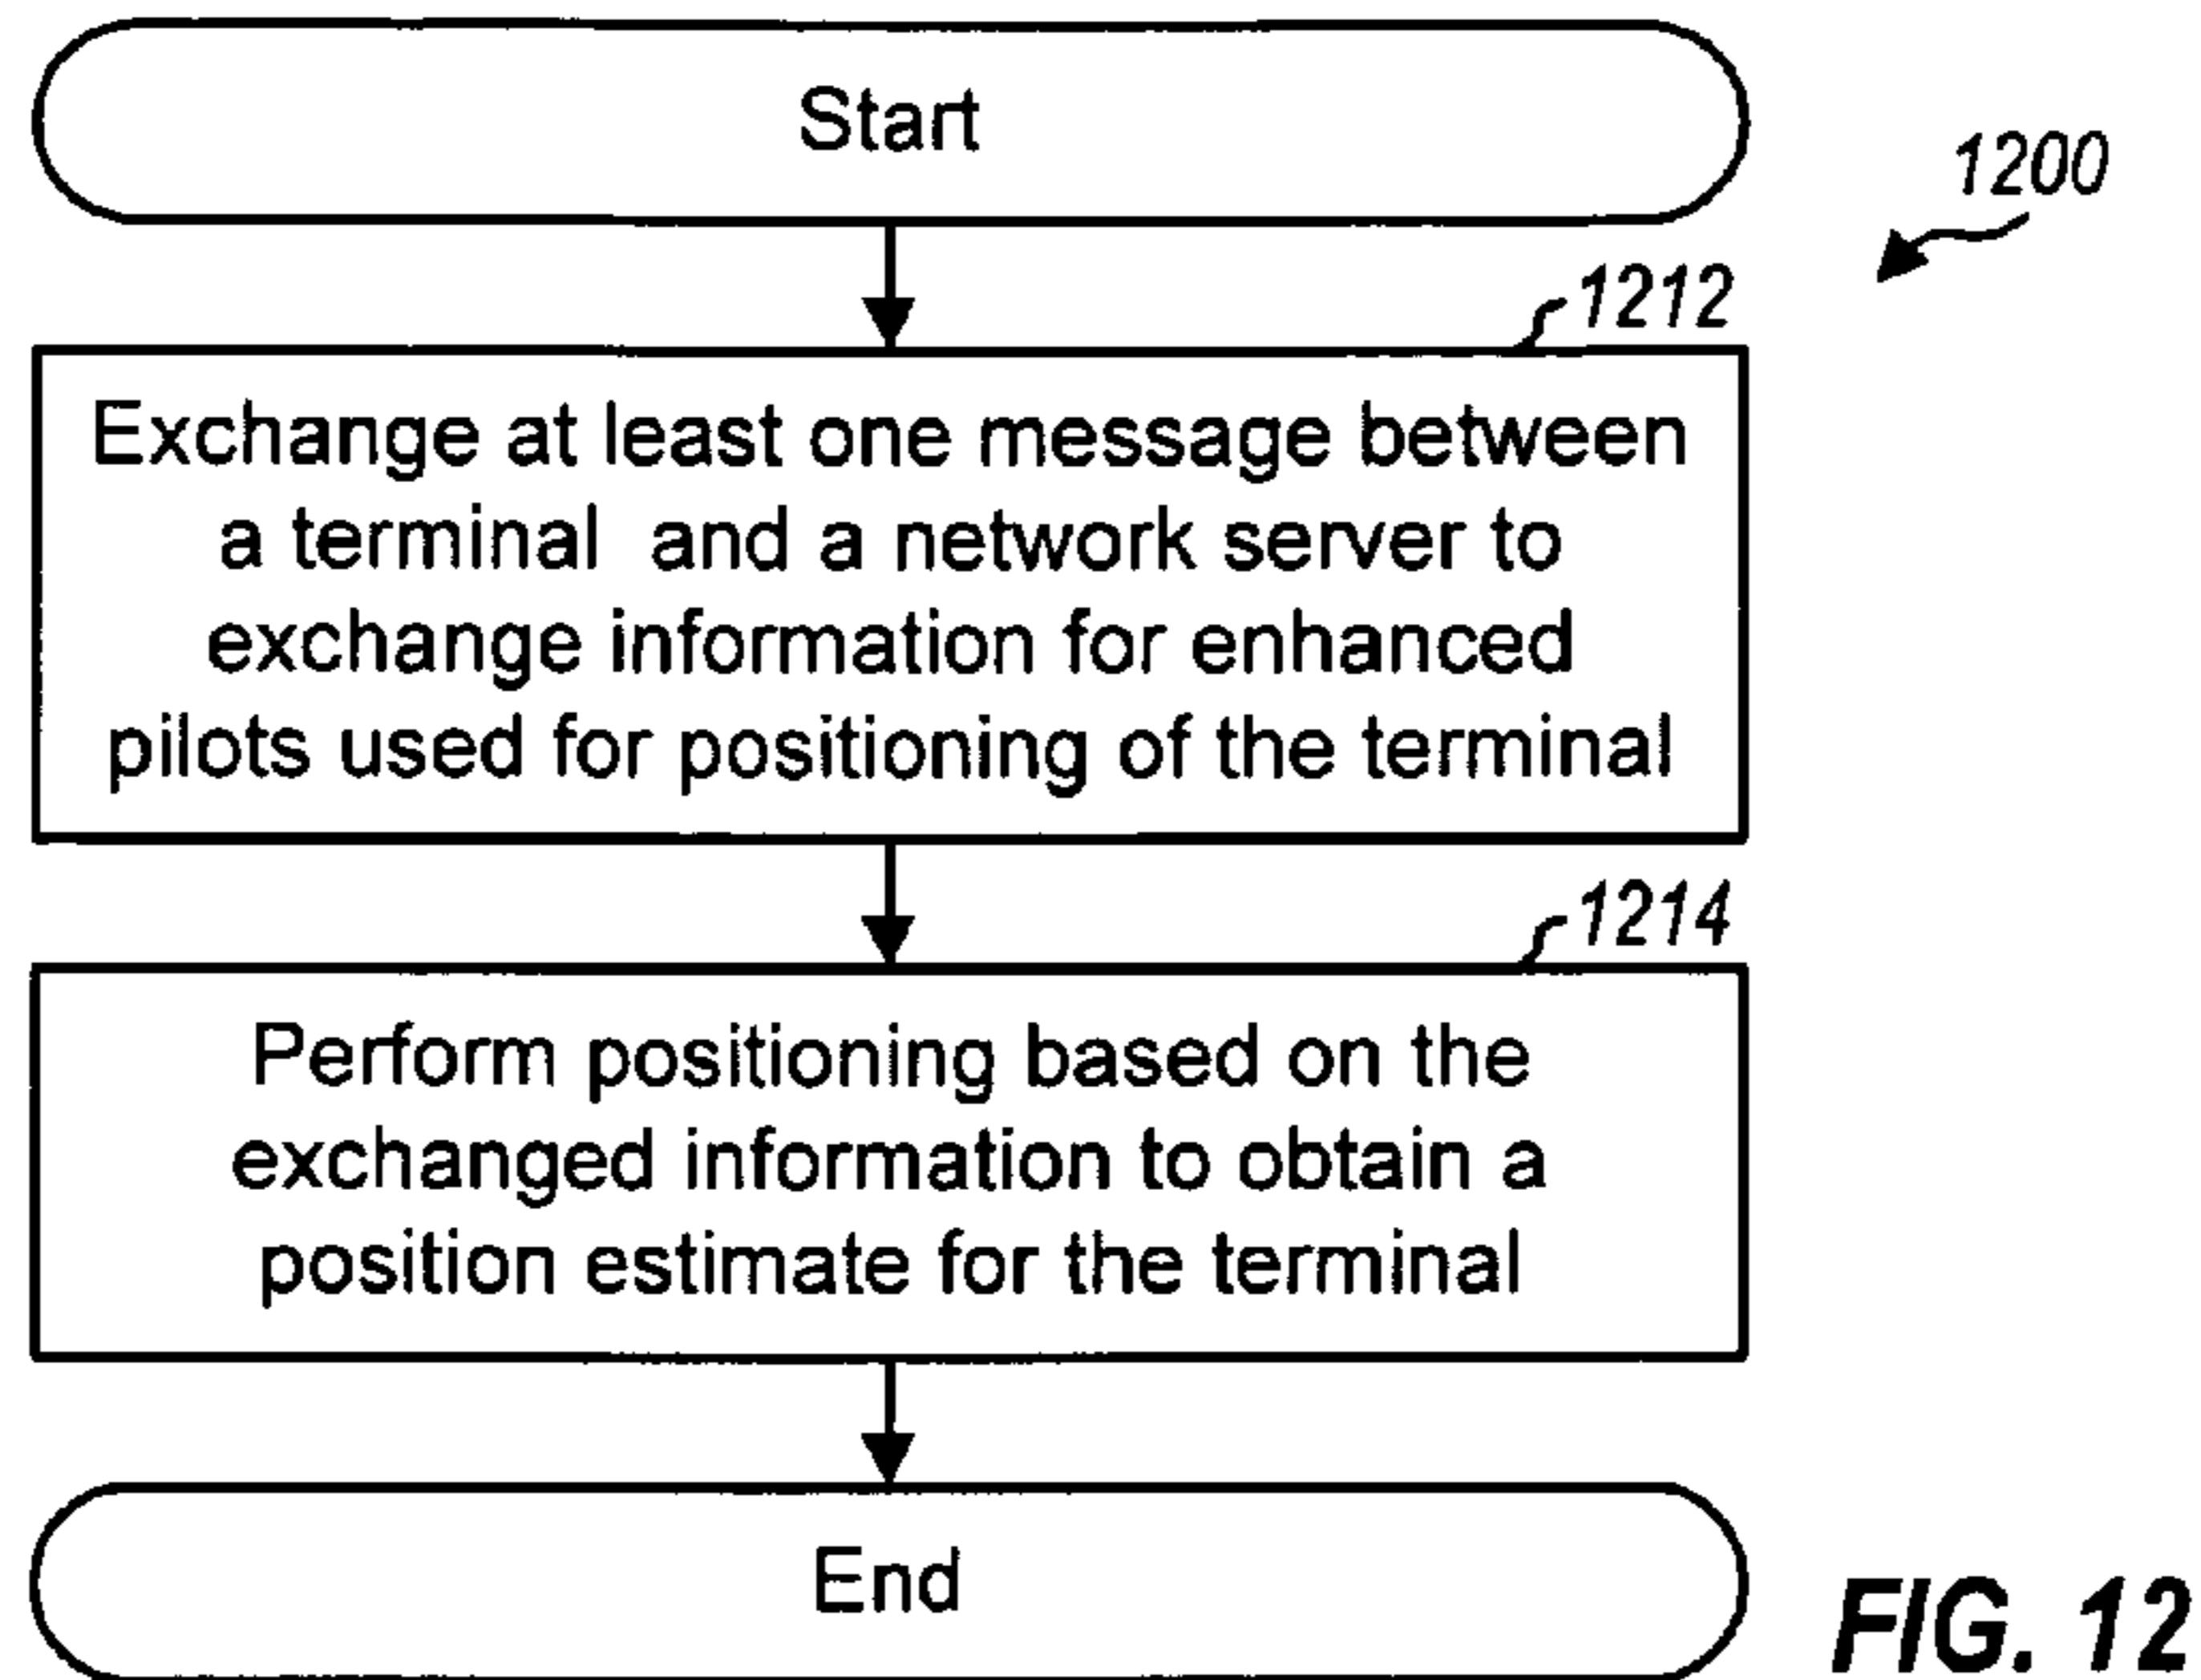 Start
1200
1212
Exchange at least one message between
a terminal and a network server to
exchange information for enhanced
pilots used for positioning of the terminal
1214
Perform positioning based on the
exchanged information to obtain a
position estimate for the terminal
End
FIG. 12